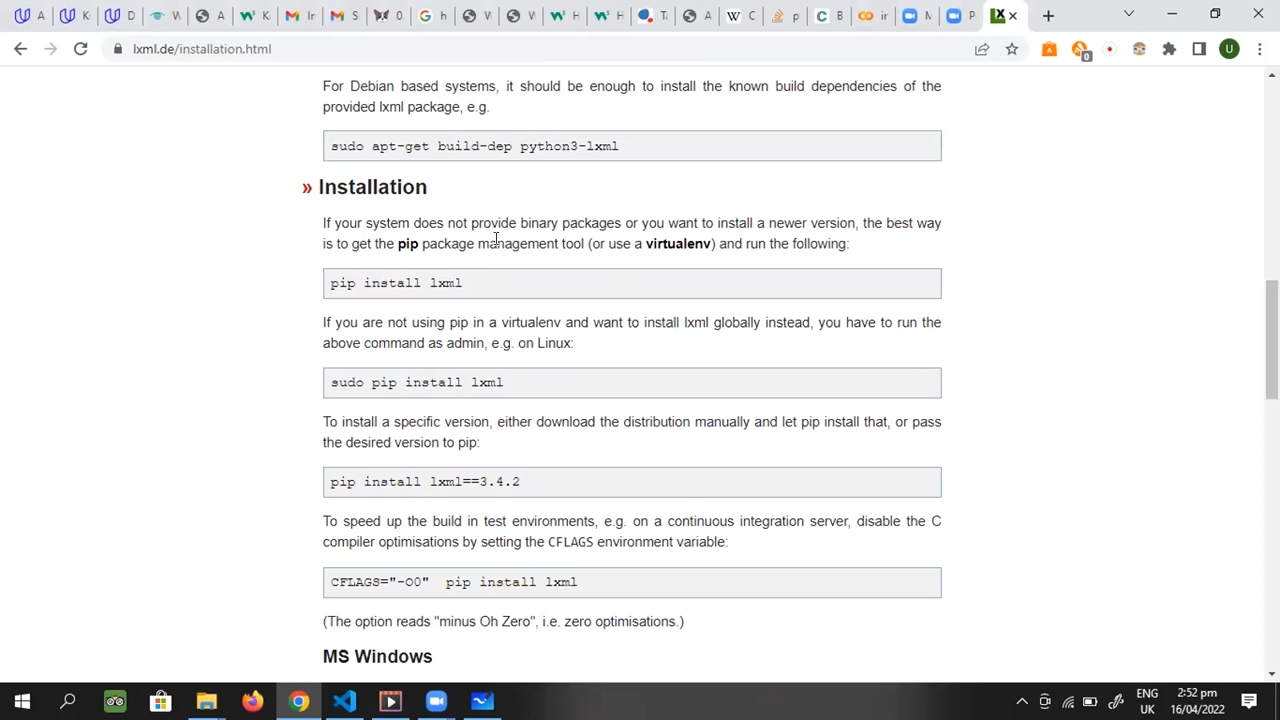 A
K
D
W
A
K
In
S
0
h
W
W
H
H
Ta
A
C
p
B
in
M
P
lxml.de/installation.html
0
U
For Debian based systems, it should be enough to install the known build dependencies of the
provided lxml package, e.g.
sudo apt-get build-dep python3-lxml
» Installation
If your system does not provide binary packages or you want to install a newer version, the best way
is to get the pip package management tool (or use a virtualenv) and run the following:
pip install lxml
If you are not using pip in a virtualenv and want to install lxml globally instead, you have to run the
above command as admin, e.g. on Linux:
sudo pip install lxml
To install a specific version, either download the distribution manually and let pip install that, or pass
the desired version to pip:
pip install lxml==3.4.2
To speed up the build in test environments, e.g. on a continuous integration server, disable the C
compiler optimisations by setting the CFLAGS environment variable:
CFLAGS="-O0"  pip install lxml
(The option reads "minus Oh Zero", i.e. zero optimisations.)
MS Windows
ENG
UK
2:52 pm
16/04/2022